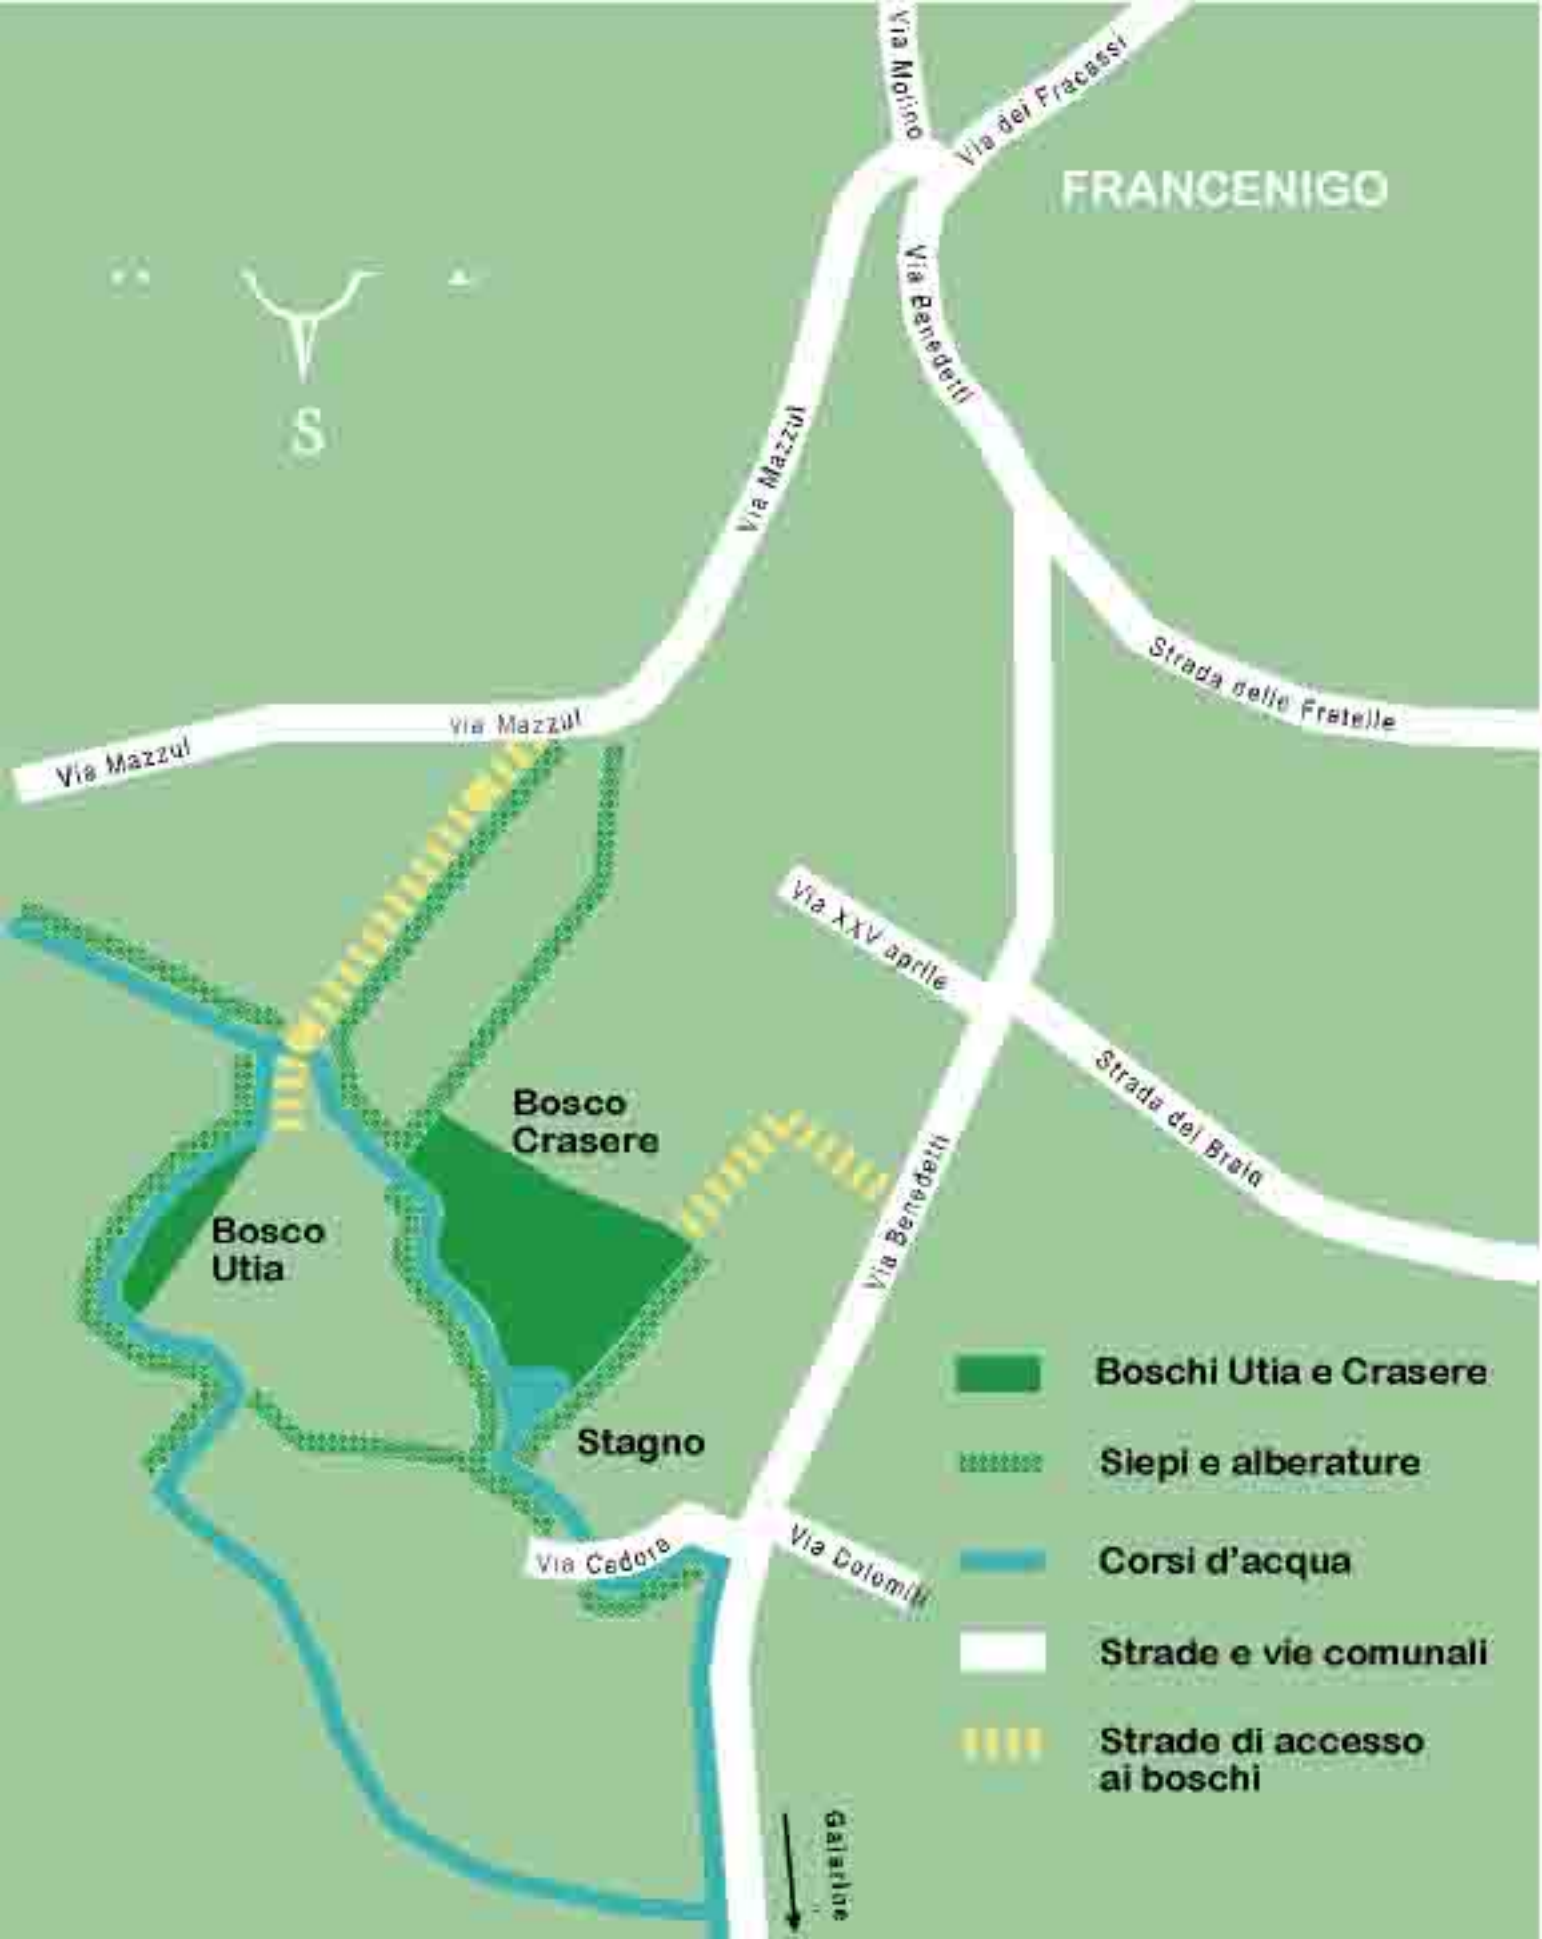 Via Molino
Via dei Fracassi
FRANCENIGO
Via Benedetti
S
Via Mazzul
Strada delle Fratelle
Via Mazzul
Via Mazzul
Via XXV aprile
Strada del Braid
Bosco
Crasere
Via Benedetti
Bosco
Utia
Boschi Utia e Crasere
Stagno
Siepi e alberature
Via Cadore
Via Dolomiti
Corsi d'acqua
Strade e vie comunali
Strade di accesso
ai boschi
Gaiarine